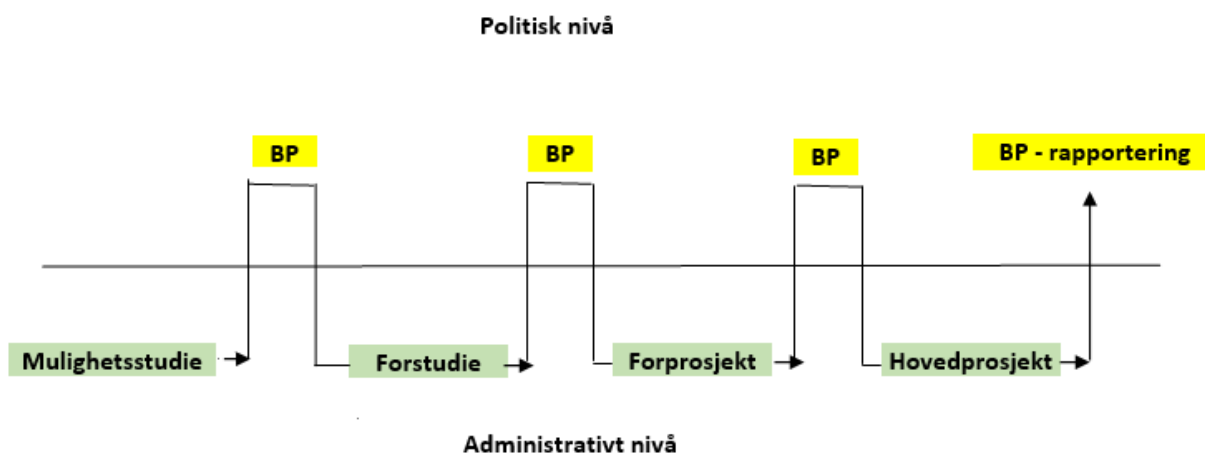 Politisk nivå
BP
BP
BP
BP - rapportering
Mulighetsstudie
Forstudie
Forprosjekt
Hovedprosjekt
Administrativt nivå